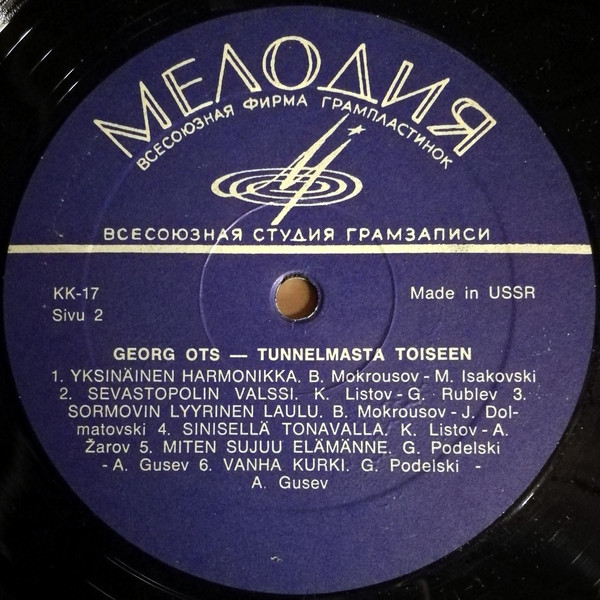 МЕЛОДИЯ
ВСЕСОЮЗНАЯ ФИРМА ГРАМПЛАСТИНОК
ВСЕСОЮЗНАЯ СТУДИЯ ГРАМЗАПИСИ
KK-17
Made in USSR
Sivu 2
GEORG OTS — TUNNELMASTA TOISEEN
1. YKSINÄINEN HARMONIKKA. B. Mokrousov - M. Isakovski
2. SEVASTOPOLIN VALSSI. K. Listov - G. Rublev 3.
SORMOVIN LYYRINEN LAULU. B. Mokrousov - J. Dol-
matovski 4. SINISELLÄ TONAVALLA. K. Listov - A.
Žarov 5. MITEN SUJUU ELÄMÄNNE. G. Podelski
- A. Gusev 6. VANHA KURKI. G. Podelski -
A. Gusev